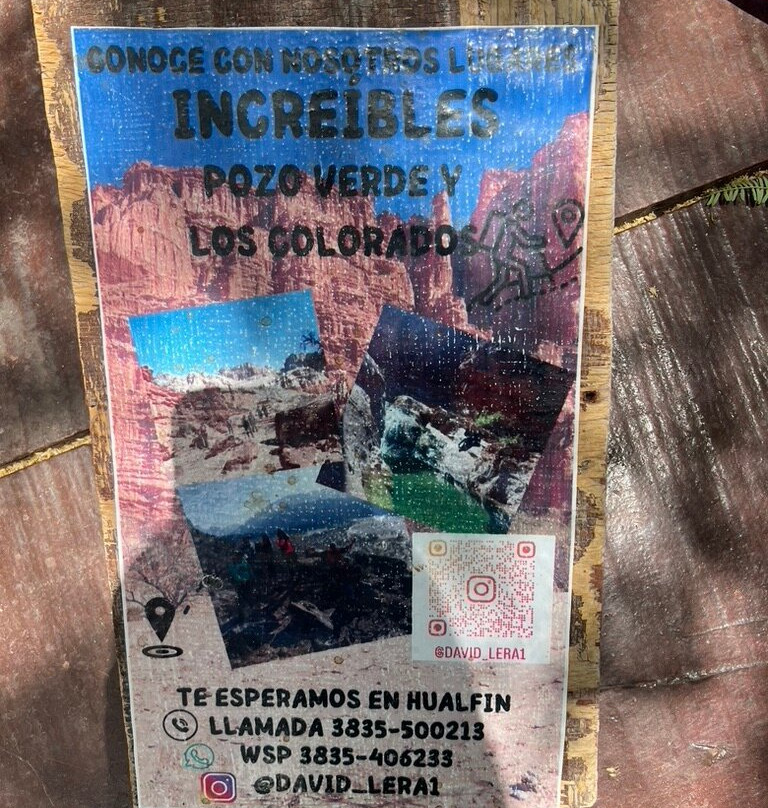 CONOCE CON NOSOTROS LUGARES
INCREÍBLES
POZO VERDE Y
LOS COLORADOS
@DAVID_LERA1
TE ESPERAMOS EN HUALFIN
LLAMADA 3835-500213
WSP 3835-406233
@DAVID_LERA1